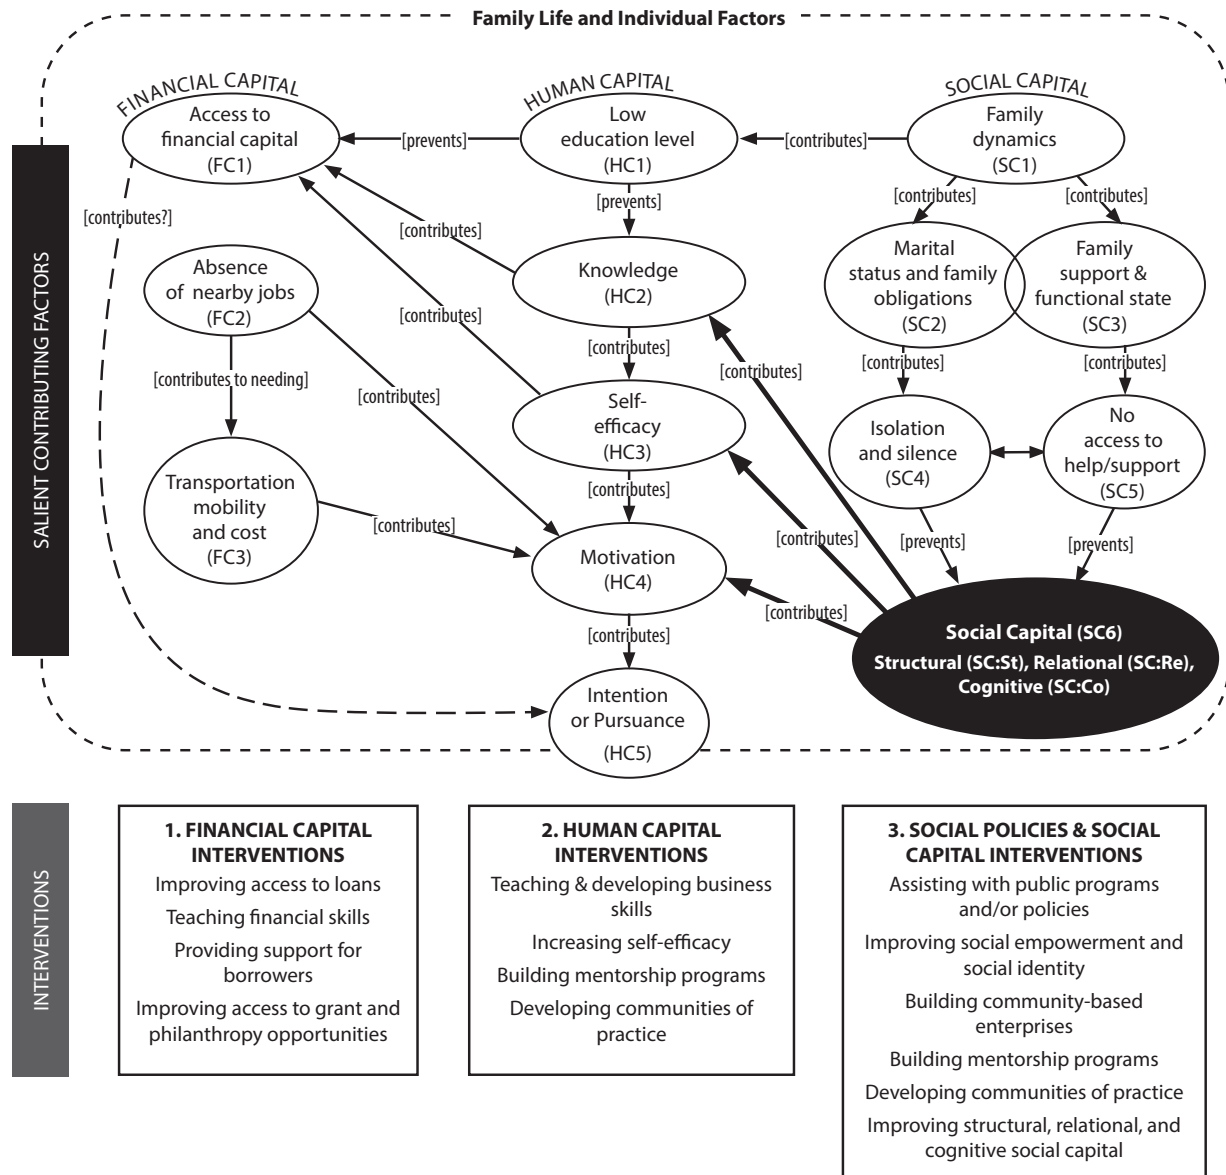 Family Life and Individual Factors
FINANCIAL CAPITAL
HUMAN CAPITAL
SOCIAL CAPITAL
Access to
financial capital
(FC1)
[prevents]
Low
education level
(HC1)
[contributes]
Family
dynamics
(SC1)
[contributes?]
[prevents]
[contributes]
[contributes]
[contributes]
Absence
of nearby jobs
(FC2)
Knowledge
(HC2)
Marital
status and family
obligations
(SC2)
Family
support &
functional state
(SC3)
[contributes]
[contributes]
[contributes]
[contributes]
[contributes]
[contributes to needing]
[contributes]
Self-
efficacy
(HC3)
Isolation
and silence
(SC4)
No
access to
help/support
(SC5)
Transportation
mobility
and cost
(FC3)
[contributes]
[contributes]
[contributes]
[prevents]
[prevents]
Motivation
(HC4)
[contributes]
[contributes]
Social Capital (SC6)
Structural (SC:St), Relational (SC:Re),
Cognitive (SC:Co)
Intention
or Pursuance
(HC5)
SALIENT CONTRIBUTING FACTORS
INTERVENTIONS
1. FINANCIAL CAPITAL
INTERVENTIONS
Improving access to loans
Teaching financial skills
Providing support for
borrowers
Improving access to grant and
philanthropy opportunities
2. HUMAN CAPITAL
INTERVENTIONS
Teaching & developing business
skills
Increasing self-efficacy
Building mentorship programs
Developing communities of
practice
3. SOCIAL POLICIES & SOCIAL
CAPITAL INTERVENTIONS
Assisting with public programs
and/or policies
Improving social empowerment and
social identity
Building community-based
enterprises
Building mentorship programs
Developing communities of practice
Improving structural, relational, and
cognitive social capital